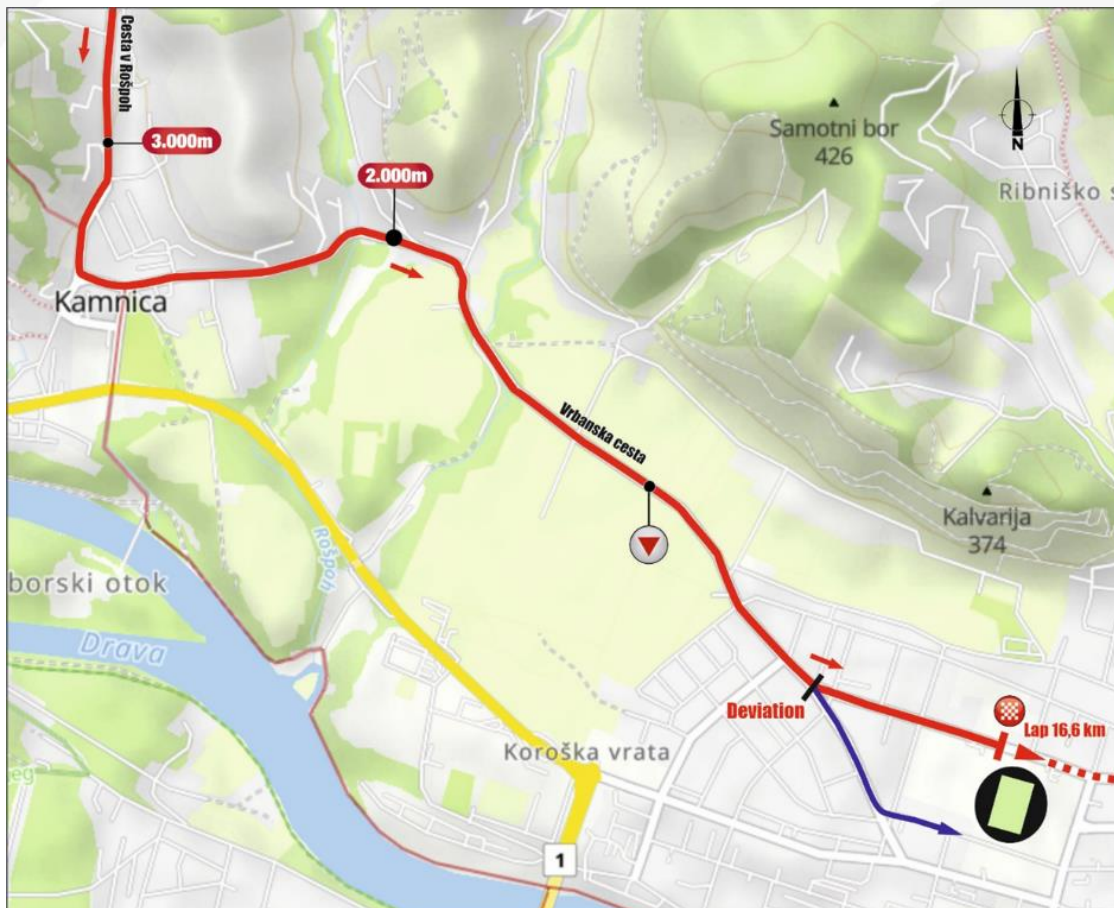 Cesta v Rošpoh
3.000m
2.000m
Samotni bor
426
N
Kamnica
Vrbanska cesta
Kalvarija
374
Rošpoh
borski otok
Drava
Deviation
Lap 16,6 km
Koroška vrata
1